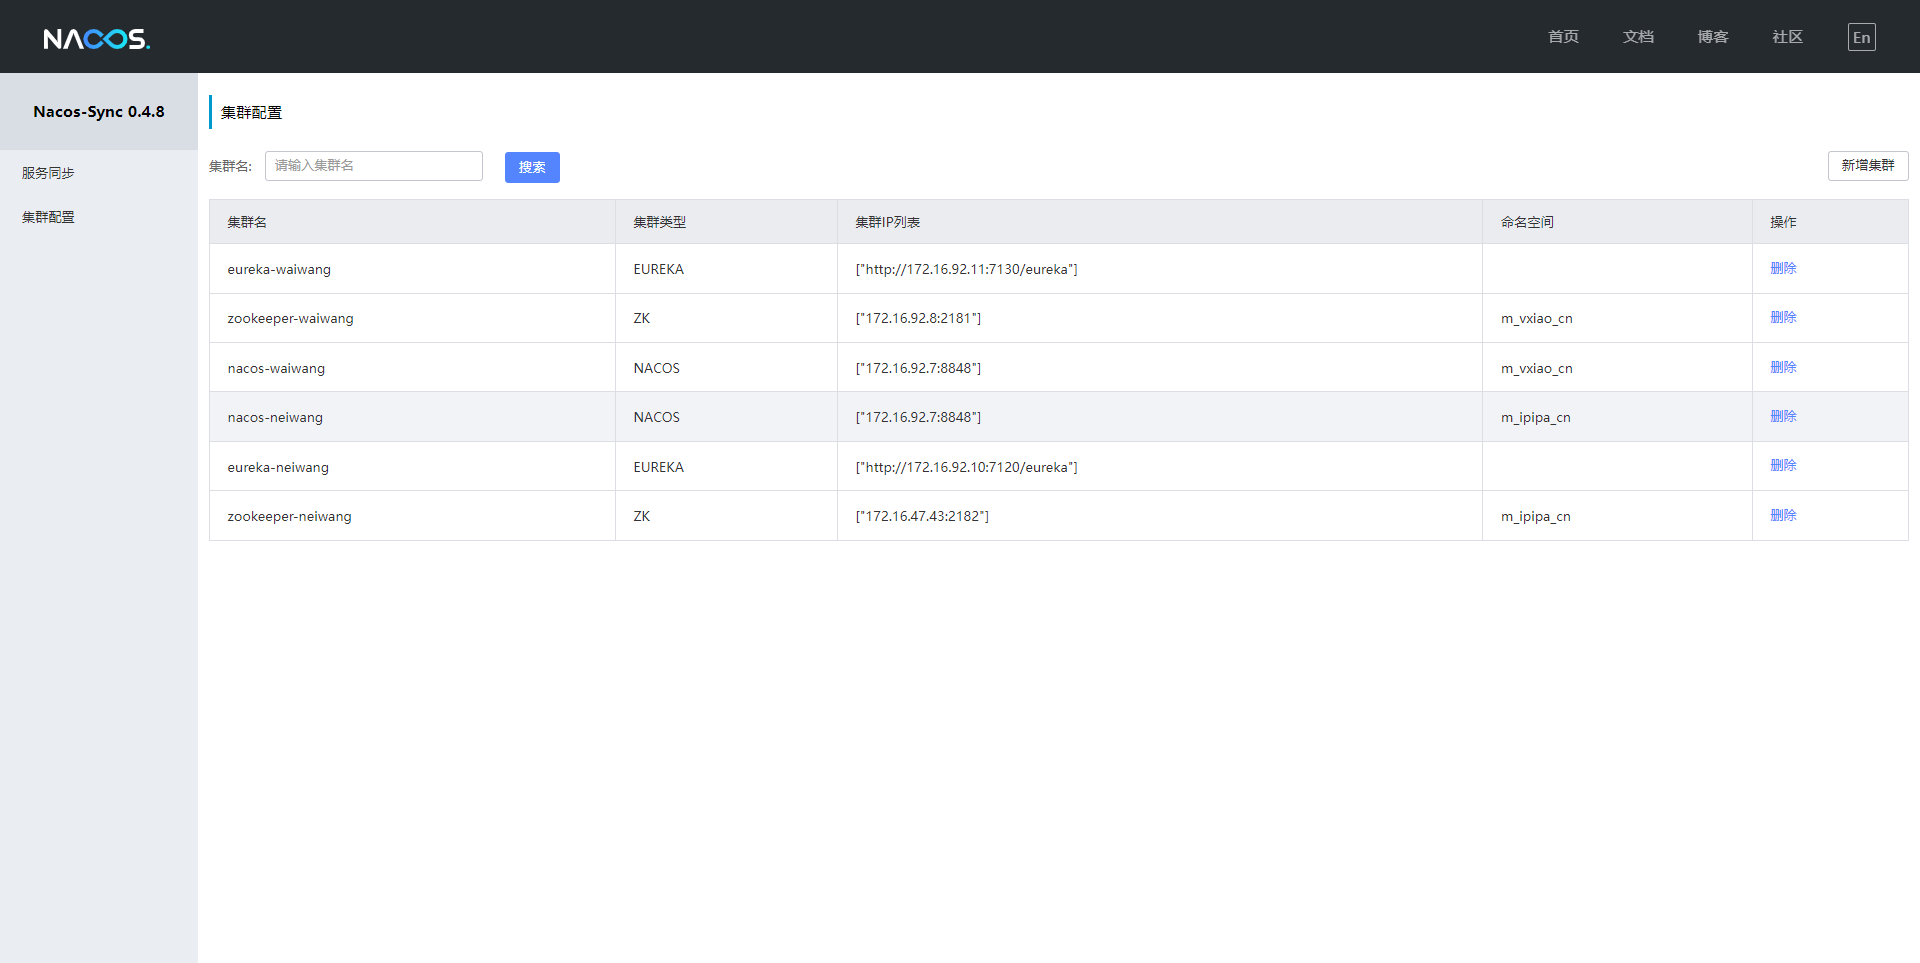 NACOS.
首页 文档 博客 社区 En
Nacos-Sync 0.4.8
服务同步
集群配置
集群配置
集群名: 请输入集群名 搜索 新增集群
集群名 集群类型 集群IP列表 命名空间 操作
eureka-waiwang EUREKA ["http://172.16.92.11:7130/eureka"] 删除
zookeeper-waiwang ZK ["172.16.92.8:2181"] m_vxiao_cn 删除
nacos-waiwang NACOS ["172.16.92.7:8848"] m_vxiao_cn 删除
nacos-neiwang NACOS ["172.16.92.7:8848"] m_ipipa_cn 删除
eureka-neiwang EUREKA ["http://172.16.92.10:7120/eureka"] 删除
zookeeper-neiwang ZK ["172.16.47.43:2182"] m_ipipa_cn 删除